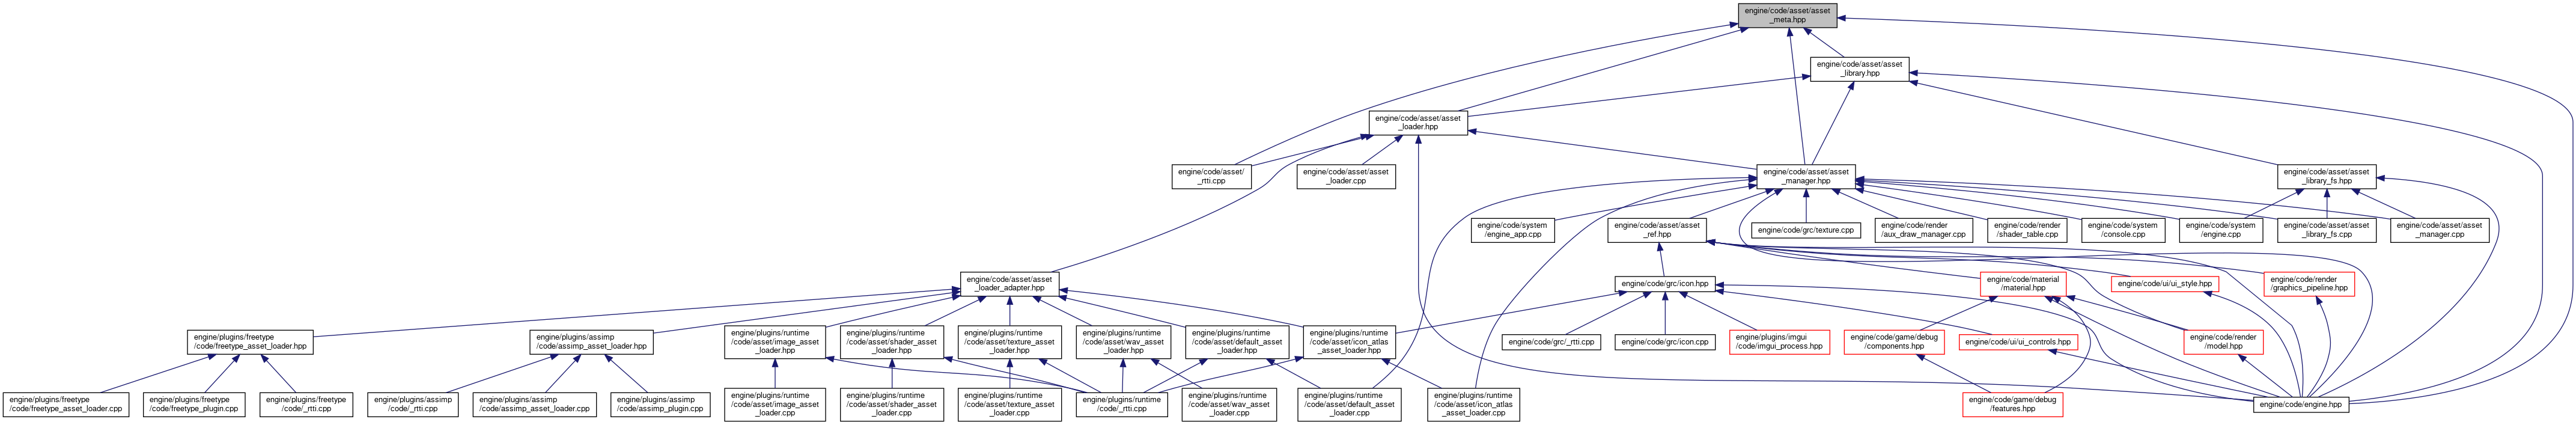 engine/code/asset/asset
_meta.hpp
engine/code/asset/asset
_library.hpp
engine/code/asset/asset
_loader.hpp
engine/code/asset/
_rtti.cpp
engine/code/asset/asset
_loader.cpp
engine/code/asset/asset
_manager.hpp
engine/code/asset/asset
_library_fs.hpp
engine/code/system
/engine_app.cpp
engine/code/asset/asset
_ref.hpp
engine/code/grc/texture.cpp
engine/code/render
/aux_draw_manager.cpp
engine/code/render
/shader_table.cpp
engine/code/system
/console.cpp
engine/code/system
/engine.cpp
engine/code/asset/asset
_library_fs.cpp
engine/code/asset/asset
_manager.cpp
engine/code/asset/asset
_loader_adapter.hpp
engine/code/grc/icon.hpp
engine/code/material
/material.hpp
engine/code/ui/ui_style.hpp
engine/code/render
/graphics_pipeline.hpp
engine/plugins/freetype
/code/freetype_asset_loader.hpp
engine/plugins/assimp
/code/assimp_asset_loader.hpp
engine/plugins/runtime
/code/asset/image_asset
_loader.hpp
engine/plugins/runtime
/code/asset/shader_asset
_loader.hpp
engine/plugins/runtime
/code/asset/texture_asset
_loader.hpp
engine/plugins/runtime
/code/asset/wav_asset
_loader.hpp
engine/plugins/runtime
/code/asset/default_asset
_loader.hpp
engine/plugins/runtime
/code/asset/icon_atlas
_asset_loader.hpp
engine/code/grc/_rtti.cpp
engine/code/grc/icon.cpp
engine/plugins/imgui
/code/imgui_process.hpp
engine/code/game/debug
/components.hpp
engine/code/ui/ui_controls.hpp
engine/code/render
/model.hpp
engine/plugins/freetype
/code/freetype_asset_loader.cpp
engine/plugins/freetype
/code/freetype_plugin.cpp
engine/plugins/freetype
/code/_rtti.cpp
engine/plugins/assimp
/code/_rtti.cpp
engine/plugins/assimp
/code/assimp_asset_loader.cpp
engine/plugins/assimp
/code/assimp_plugin.cpp
engine/plugins/runtime
/code/asset/image_asset
_loader.cpp
engine/plugins/runtime
/code/asset/shader_asset
_loader.cpp
engine/plugins/runtime
/code/asset/texture_asset
_loader.cpp
engine/plugins/runtime
/code/_rtti.cpp
engine/plugins/runtime
/code/asset/wav_asset
_loader.cpp
engine/plugins/runtime
/code/asset/default_asset
_loader.cpp
engine/plugins/runtime
/code/asset/icon_atlas
_asset_loader.cpp
engine/code/game/debug
/features.hpp
engine/code/engine.hpp